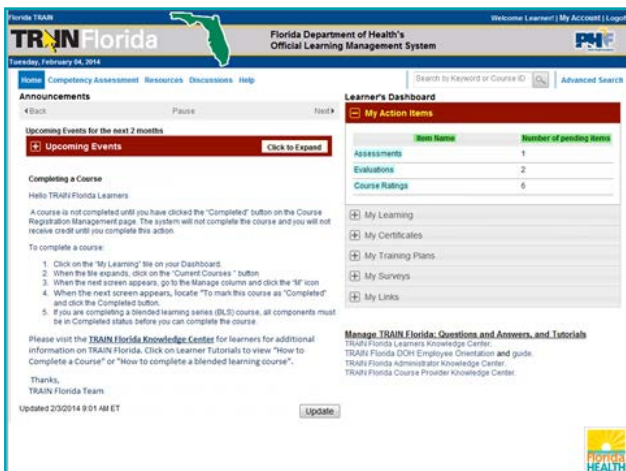 Florida TRAIN
Welcome Learner! | My Account | Logoff
TRAIN Florida
Florida Department of Health's
Official Learning Management System
PHF
Tuesday, February 04, 2014
Home Competency Assessment Resources Discussions Help
Search by Keyword or Course ID
Advanced Search
Announcements
Back Pause Next
Upcoming Events for the next 2 months
Upcoming Events Click to Expand
Completing a Course
Hello TRAIN Florida Learners
A course is not completed until you have clicked the "Completed" button on the Course
Registration Management page. The system will not complete the course and you will not
receive credit until you complete this action.
To complete a course:
1. Click on the "My Learning" tile on your Dashboard.
2. When the tile expands, click on the "Current Courses " button
3. When the next screen appears, go to the Manage column and click the "M" icon
4. When the next screen appears, locate "To mark this course as "Completed"
and click the Completed button.
5. If you are completing a blended learning series (BLS) course, all components must
be in Completed status before you can complete the course.
Please visit the TRAIN Florida Knowledge Center for learners for additional
information on TRAIN Florida. Click on Learner Tutorials to view "How to
Complete a Course" or "How to complete a blended learning course".
Thanks,
TRAIN Florida Team
Updated 2/3/2014 9:01 AM ET
Update
Learner's Dashboard
My Action Items
Item Name Number of pending items
Assessments 1
Evaluations 2
Course Ratings 6
My Learning
My Certificates
My Training Plans
My Surveys
My Links
Manage TRAIN Florida: Questions and Answers, and Tutorials
TRAIN Florida Learners Knowledge Center.
TRAIN Florida DOH Employee Orientation and guide.
TRAIN Florida Administrator Knowledge Center.
TRAIN Florida Course Provider Knowledge Center.
Florida
HEALTH